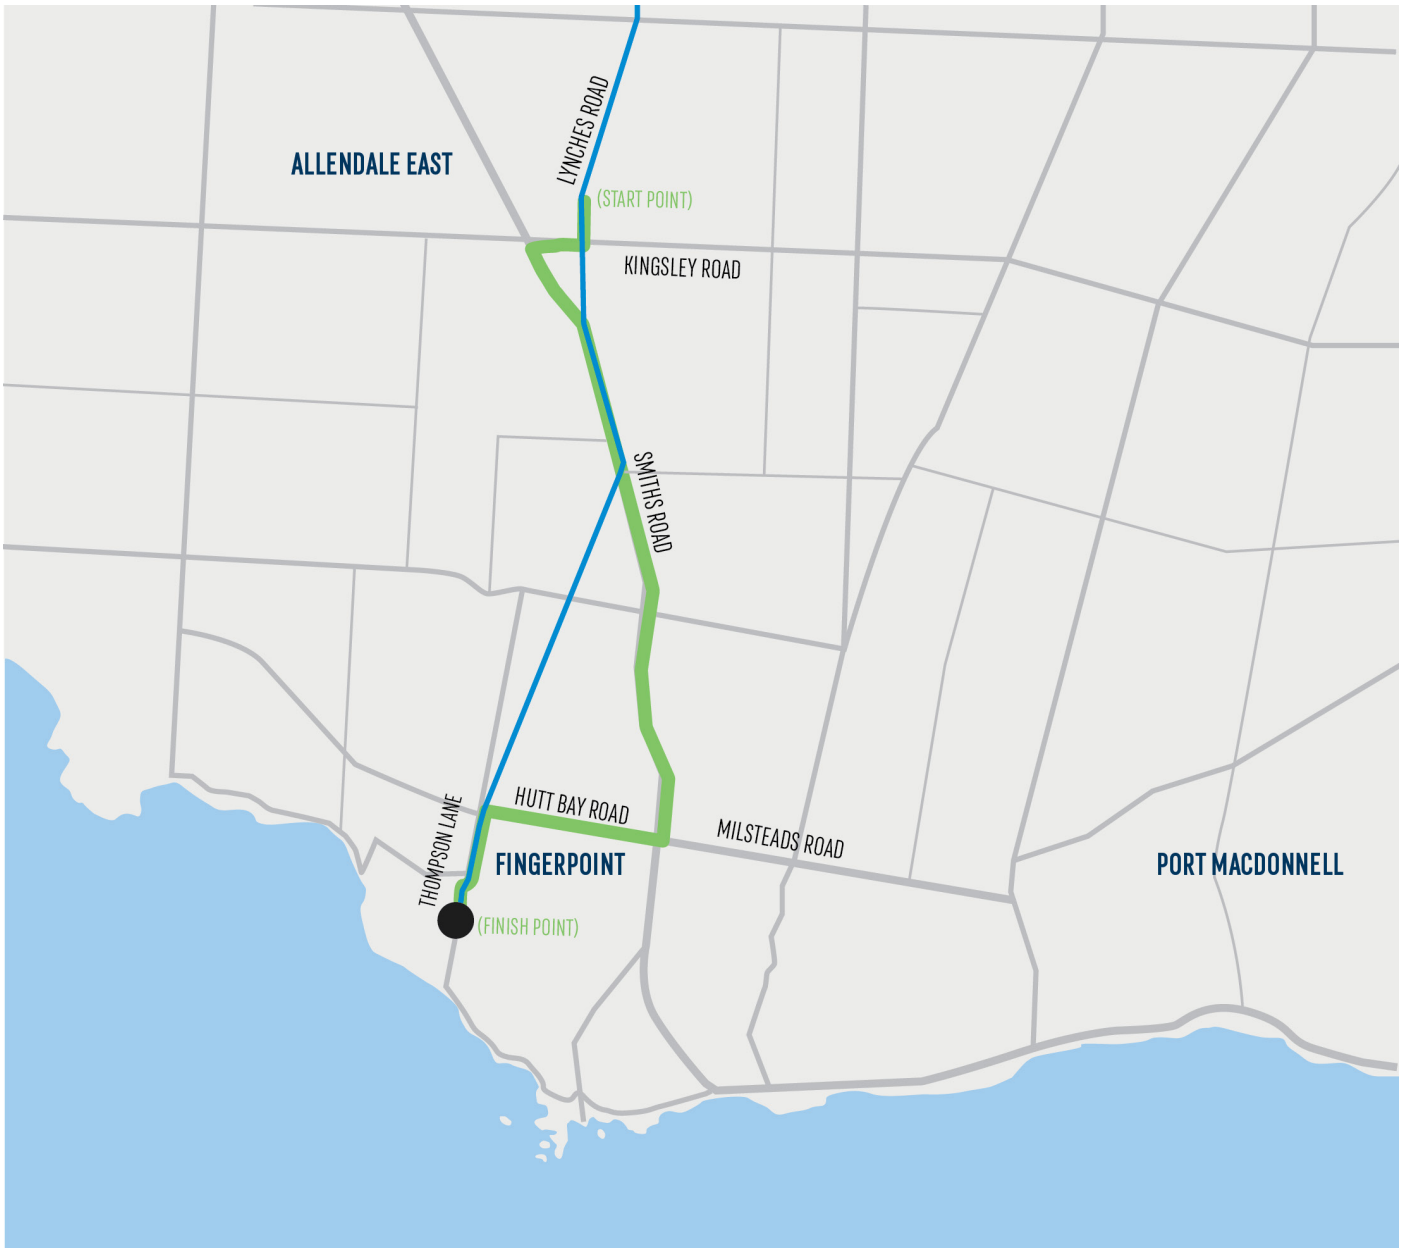 LYNCHES ROAD
ALLENDALE EAST
(START POINT)
KINGSLEY ROAD
SMITHS ROAD
THOMPSON LANE
HUTT BAY ROAD
MILSTEADS ROAD
FINGERPOINT
PORT MACDONNELL
(FINISH POINT)